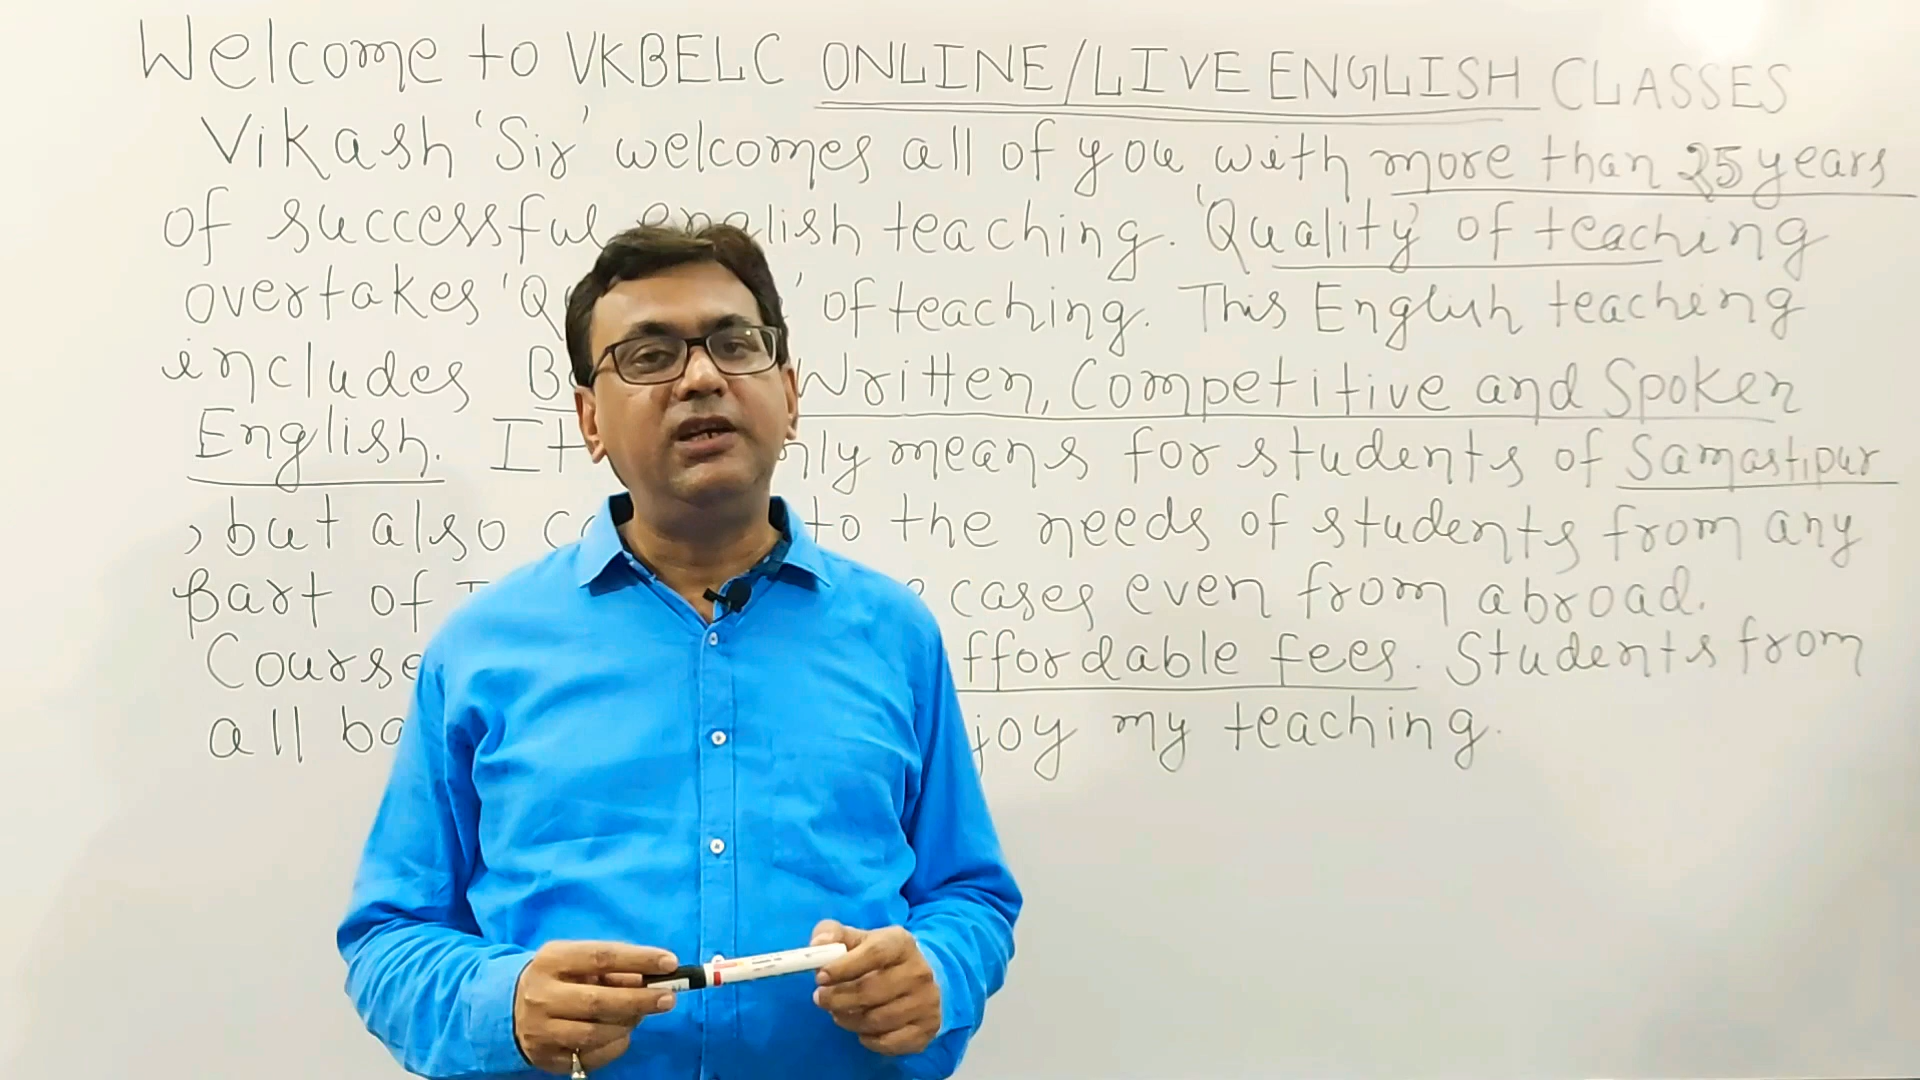 Welcome to VKBELC ONLINE/LIVE ENGLISH CLASSES
Vikash 'Sir' welcomes all of you with more than 25 years
of successful english teaching. 'Quality' of teaching
overtakes of teaching. This English teaching
includes Written, Competitive and Spoken
English. It means for students of Samastipur
, but also to the needs of students from any
part of cases even from abroad.
fees. Students from
all my teaching.